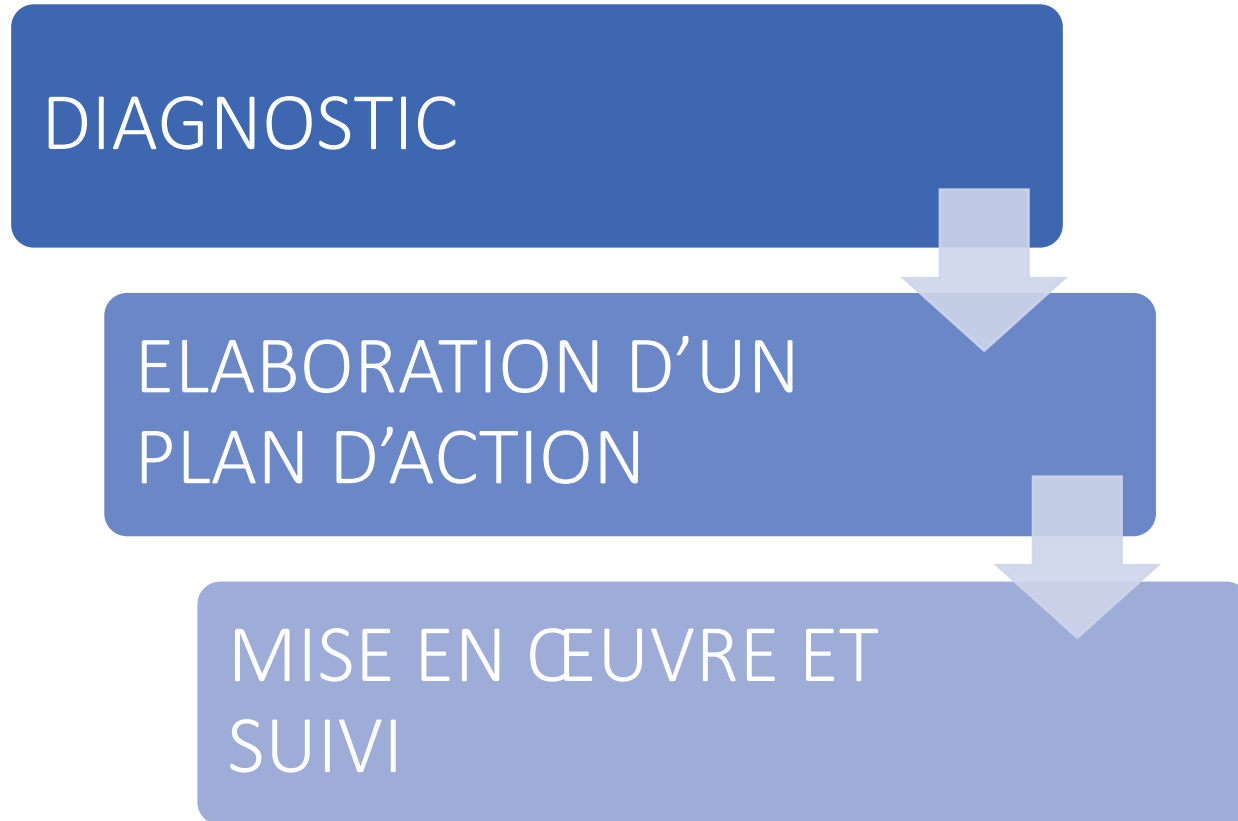 DIAGNOSTIC
ELABORATION D’UN
PLAN D’ACTION
MISE EN ŒUVRE ET
SUIVI